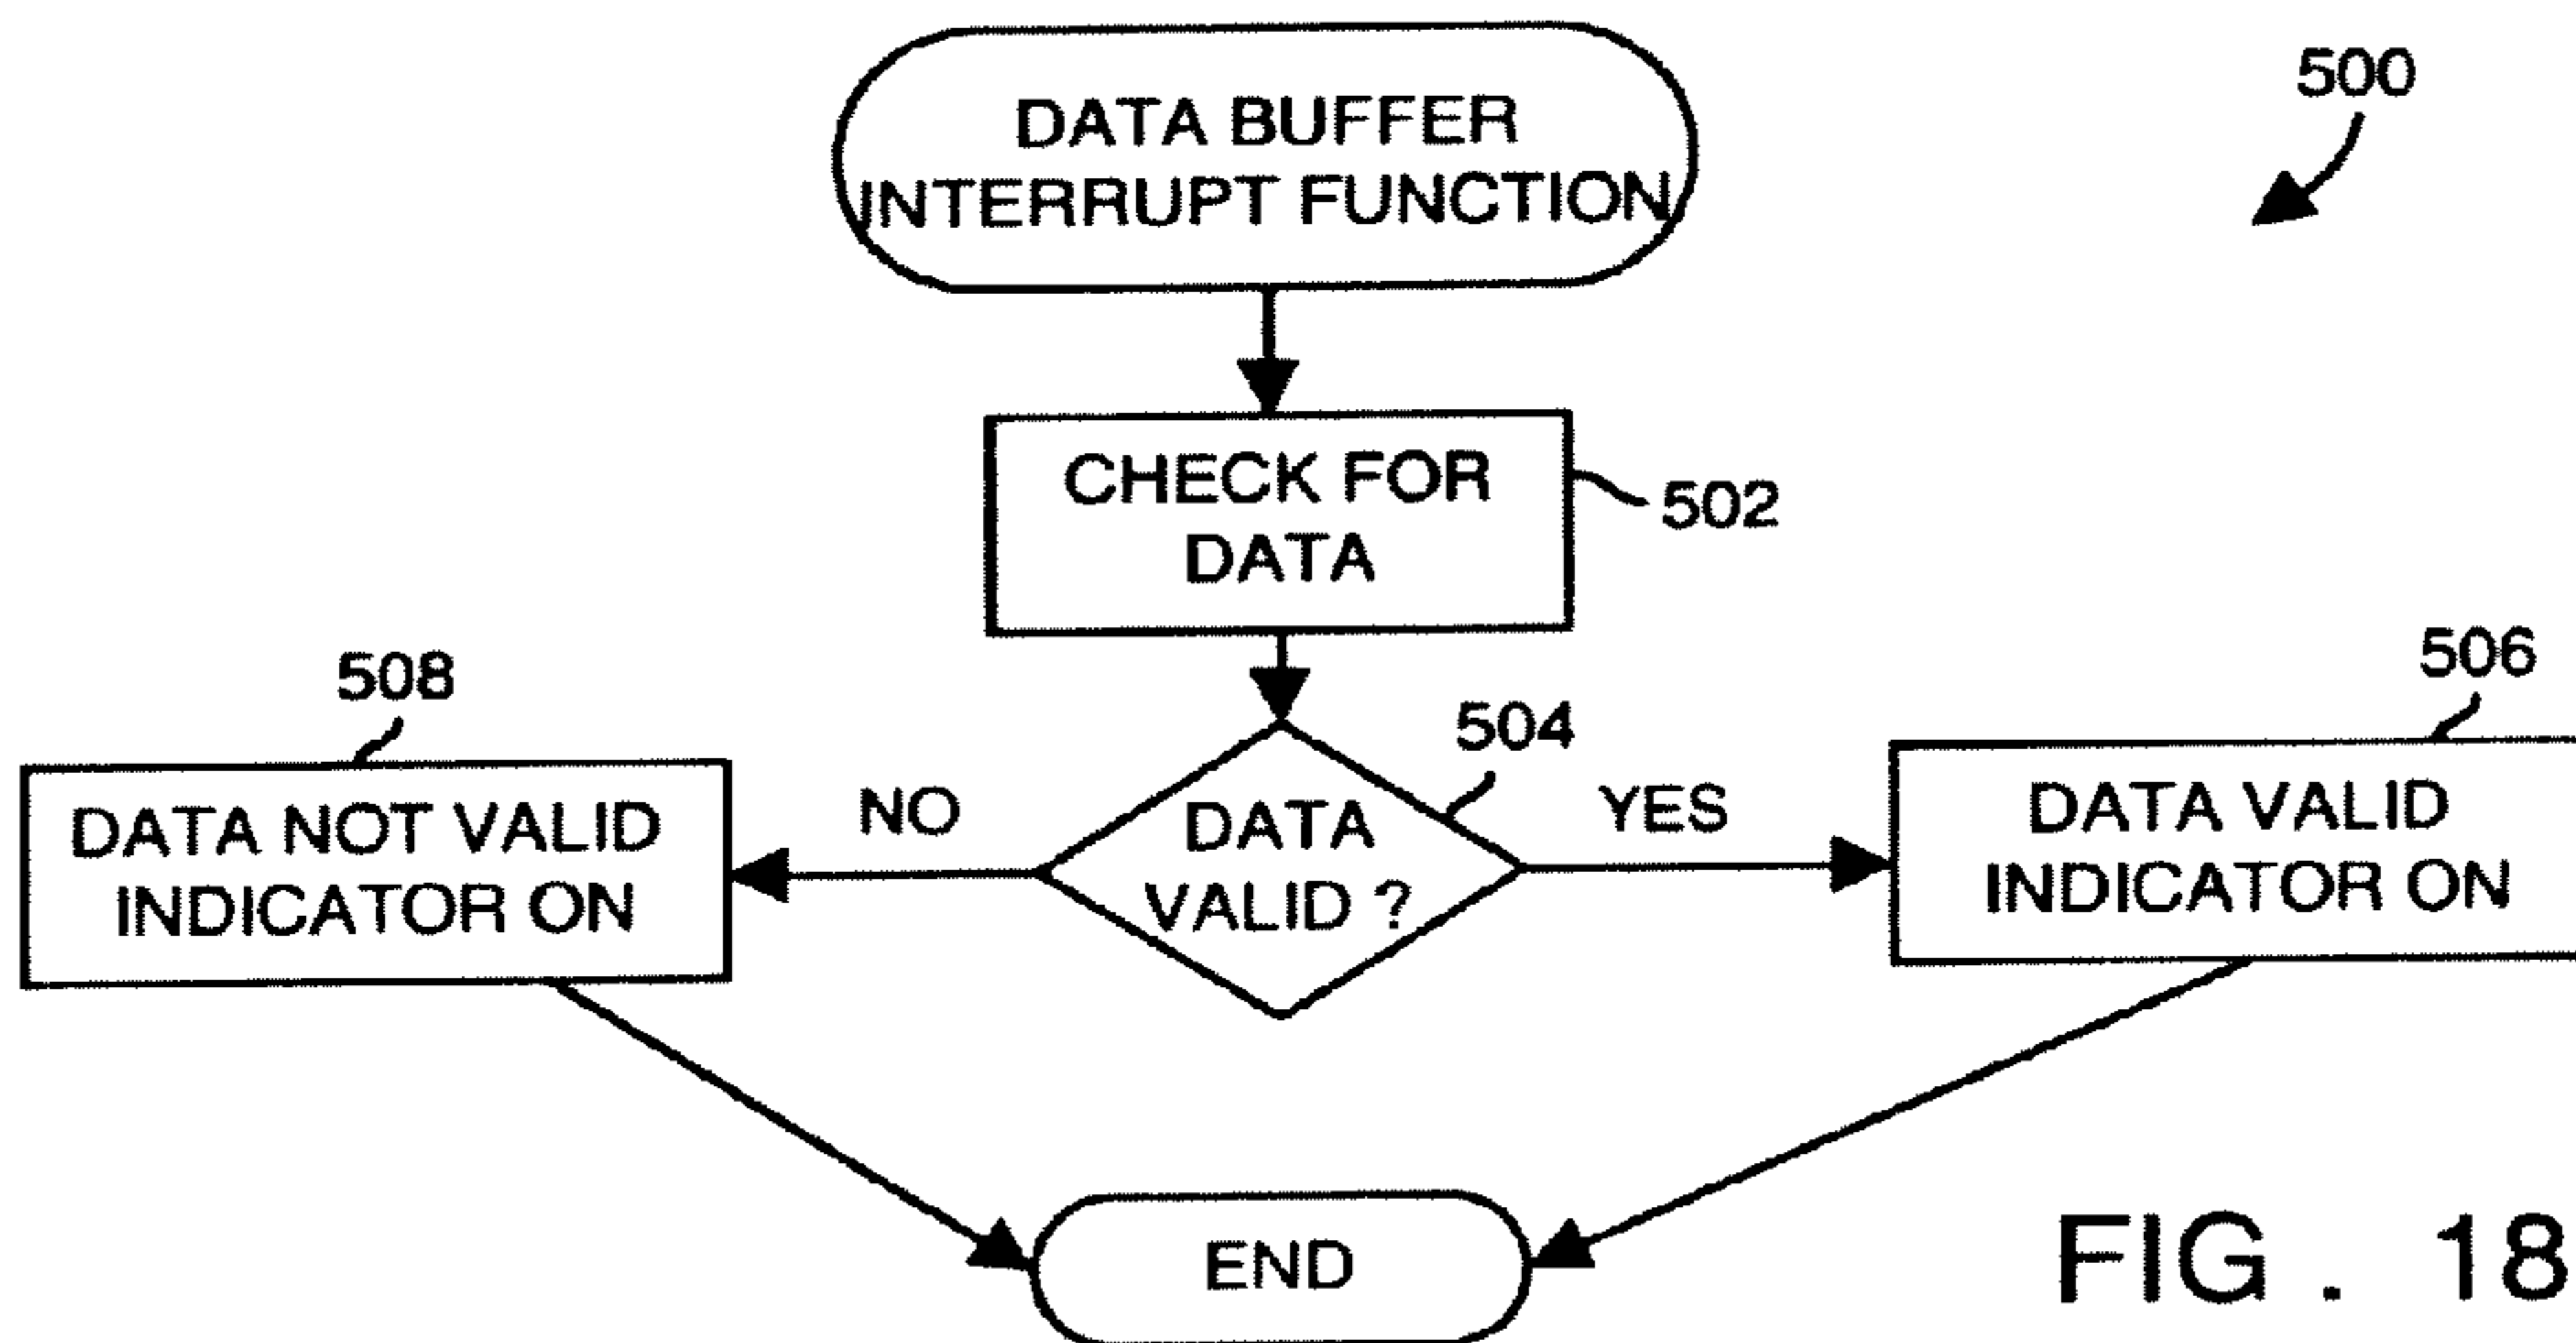 DATA BUFFER
INTERRUPT FUNCTION
500
CHECK FOR
DATA
502
508
504
506
DATA NOT VALID
INDICATOR ON
NO
DATA
VALID ?
YES
DATA VALID
INDICATOR ON
END
FIG . 18